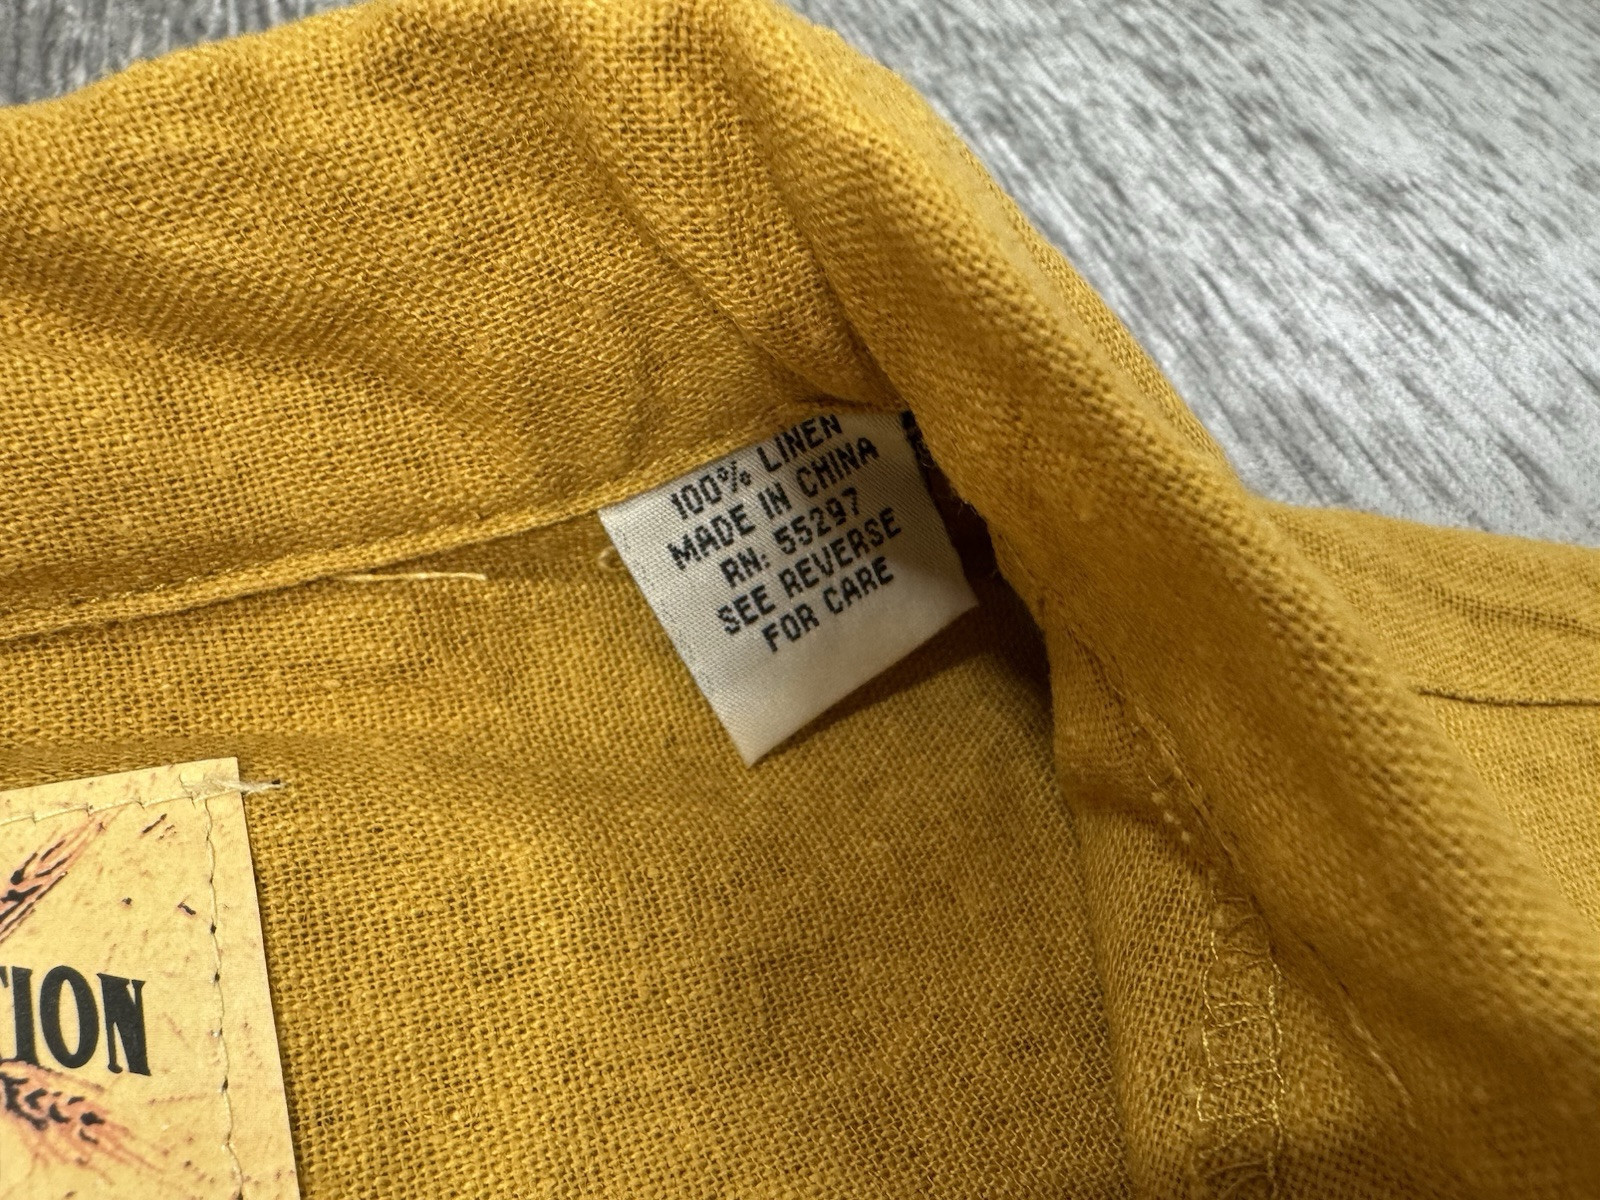 100% LINEN
MADE IN CHINA
RN: 55297
SEE REVERSE
FOR CARE
TION